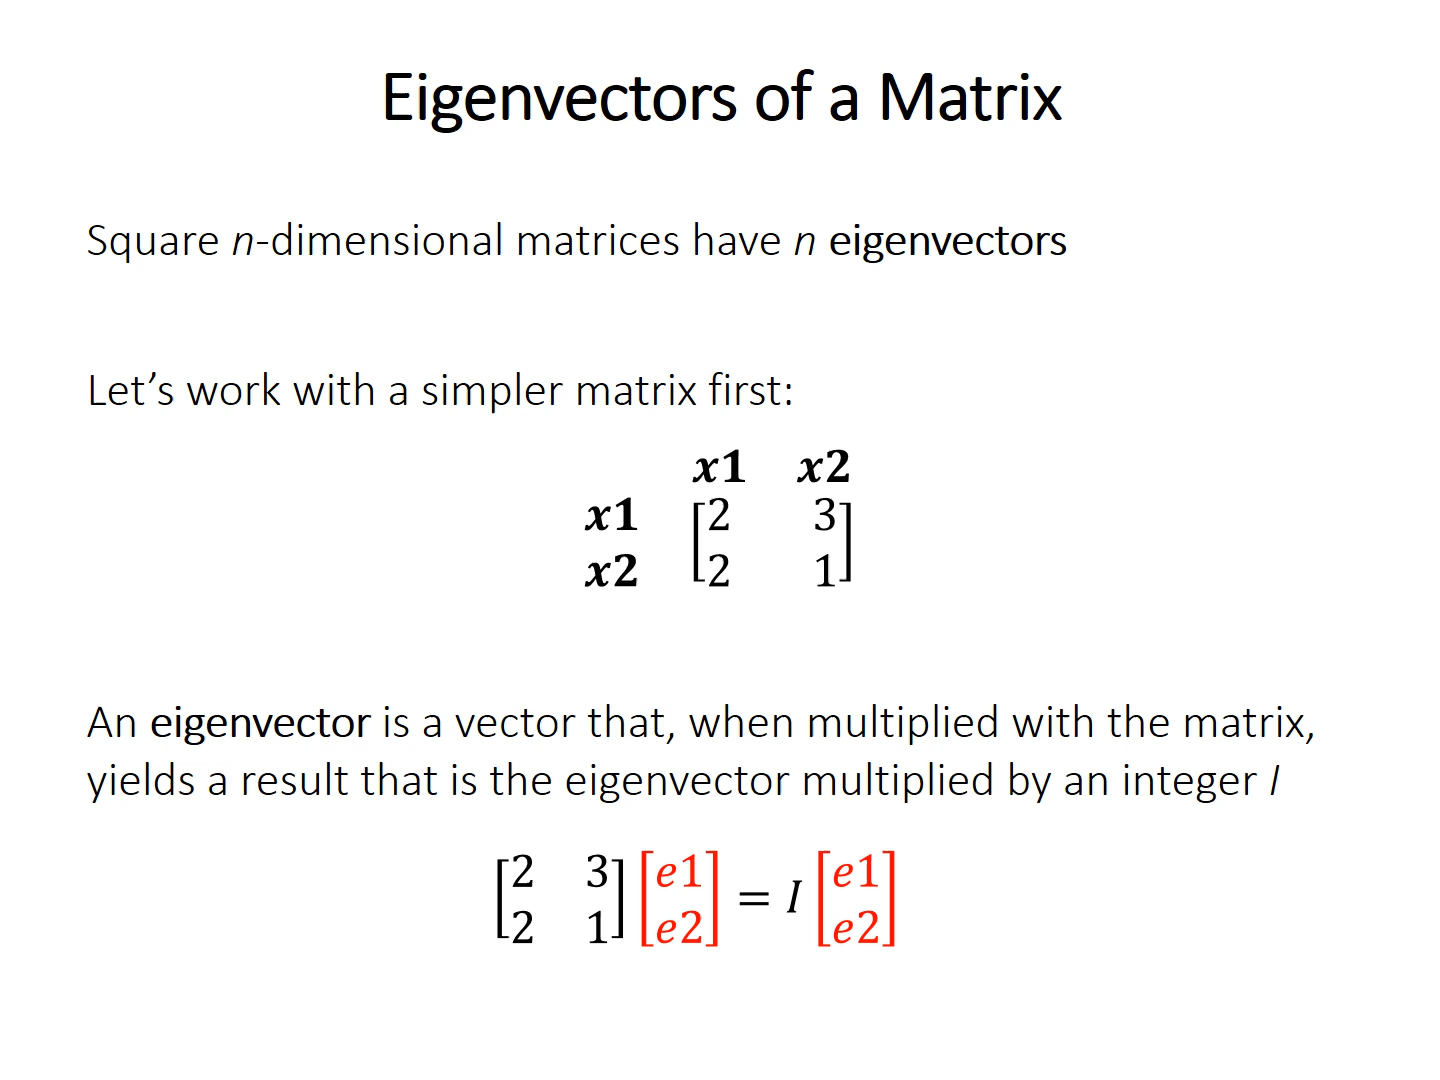 Eigenvectors of a Matrix
Square n-dimensional matrices have n eigenvectors
Let’s work with a simpler matrix first:
x1 x2
x1 [2 3]
x2 [2 1]
An eigenvector is a vector that, when multiplied with the matrix,
yields a result that is the eigenvector multiplied by an integer I
[2 3] [e1] = I [e1]
[2 1] [e2] [e2]